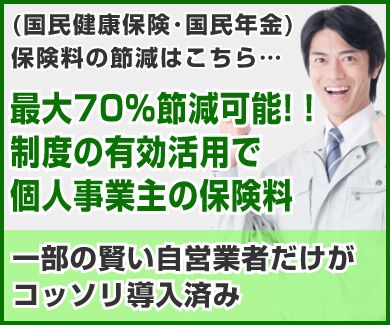 (国民健康保険･国民年金)
保険料の節減はこちら…
最大70%節減可能!！
制度の有効活用で
個人事業主の保険料
一部の賢い自営業者だけが
コッソリ導入済み